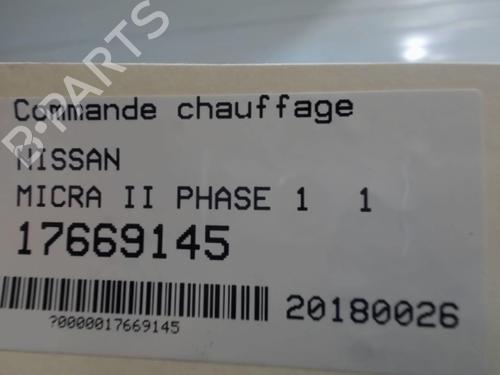 B-PARTS
Commande chauffage
NISSAN
MICRA II PHASE 1 1
17669145
20180026
?0000017669145